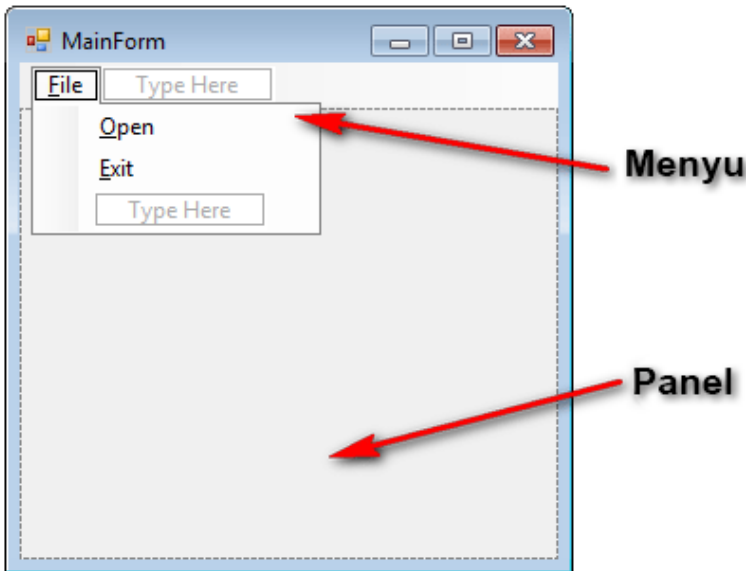 MainForm
File Type Here
Open
Menyu
Exit
Type Here
Panel